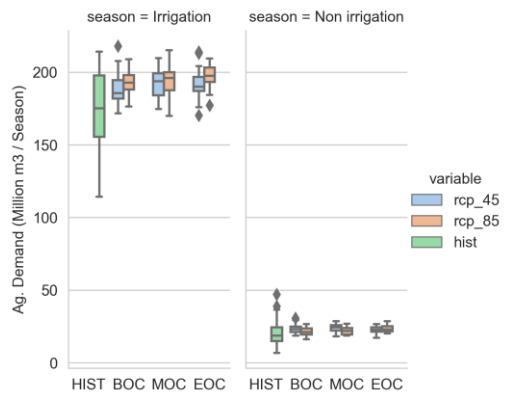 season = Irrigation
season = Non irrigation
Ag. Demand (Million m3 / Season)
200
150
100
50
0
HIST BOC MOC EOC
HIST BOC MOC EOC
variable
rcp_45
rcp_85
hist